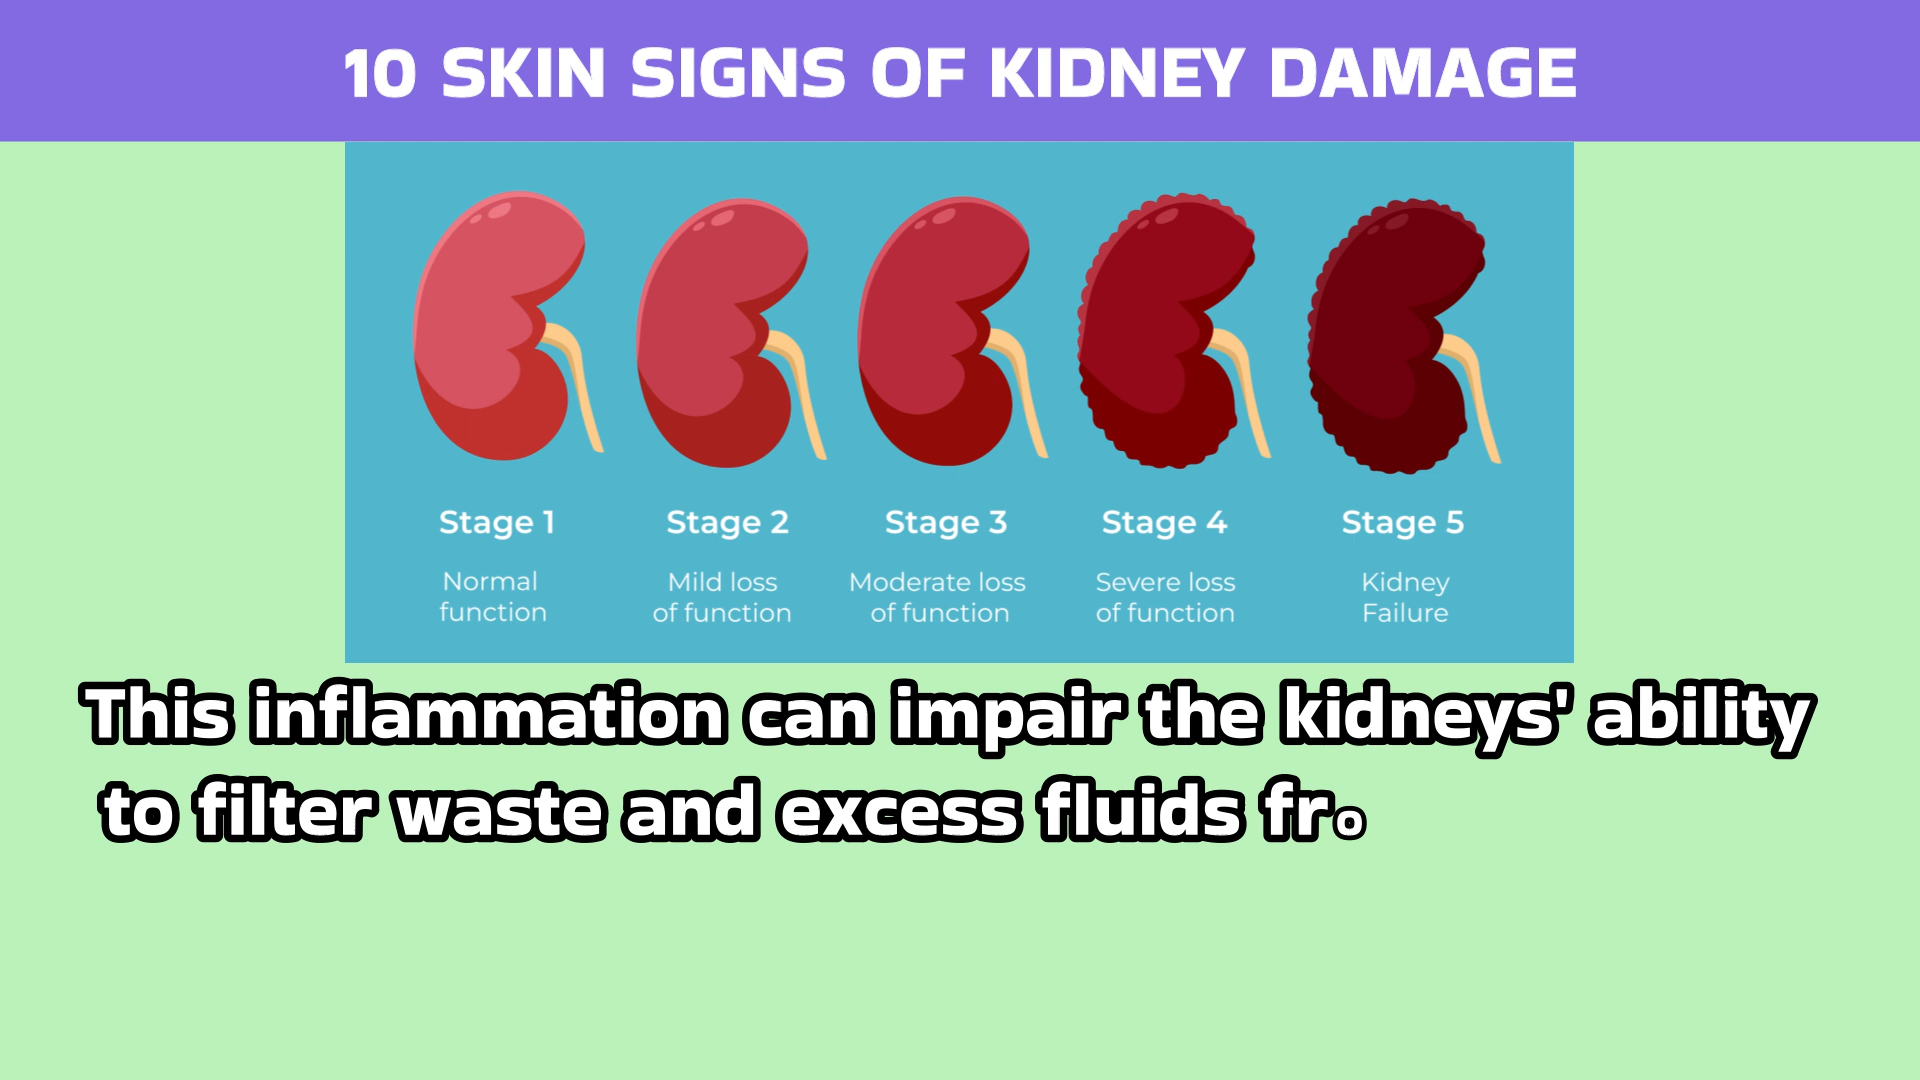 10 SKIN SIGNS OF KIDNEY DAMAGE
Stage 1
Normal
function
Stage 2
Mild loss
of function
Stage 3
Moderate loss
of function
Stage 4
Severe loss
of function
Stage 5
Kidney
Failure
This inflammation can impair the kidneys' ability
to filter waste and excess fluids fro